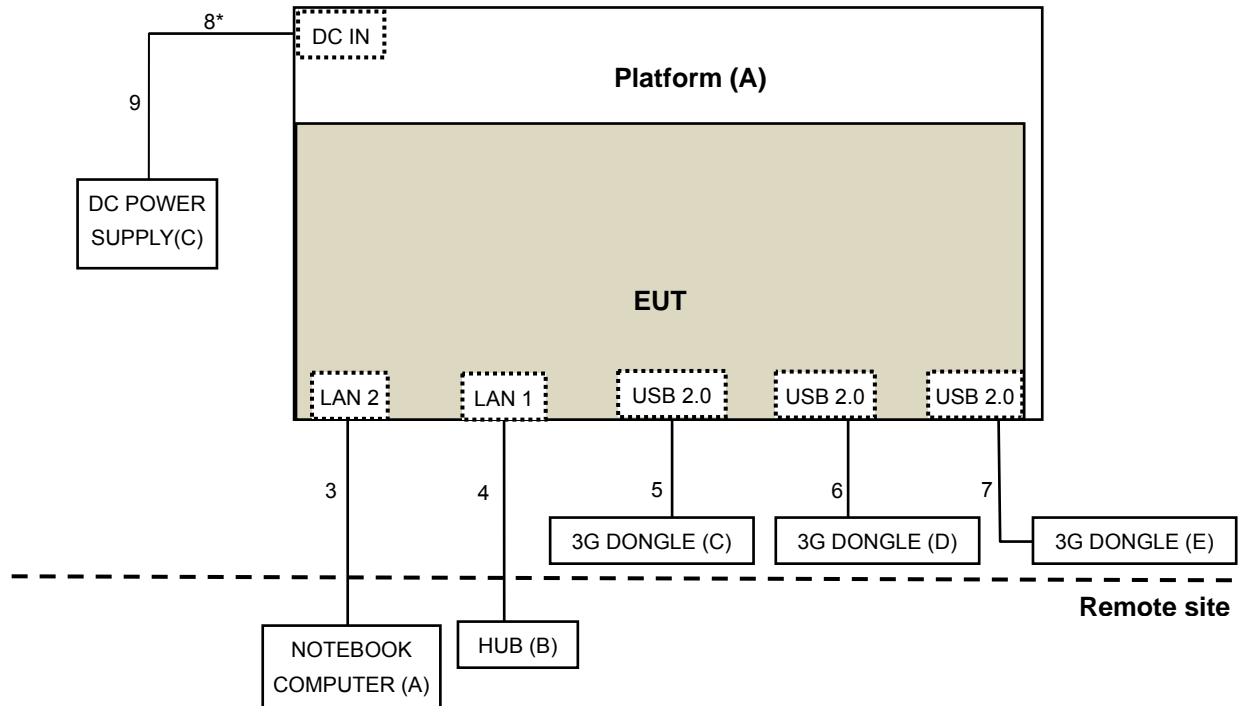 8*
DC IN
Platform (A)
9
DC POWER
SUPPLY(C)
EUT
LAN 2
LAN 1
USB 2.0
USB 2.0
USB 2.0
3
4
5
6
7
3G DONGLE (C)
3G DONGLE (D)
3G DONGLE (E)
Remote site
NOTEBOOK
COMPUTER (A)
HUB (B)